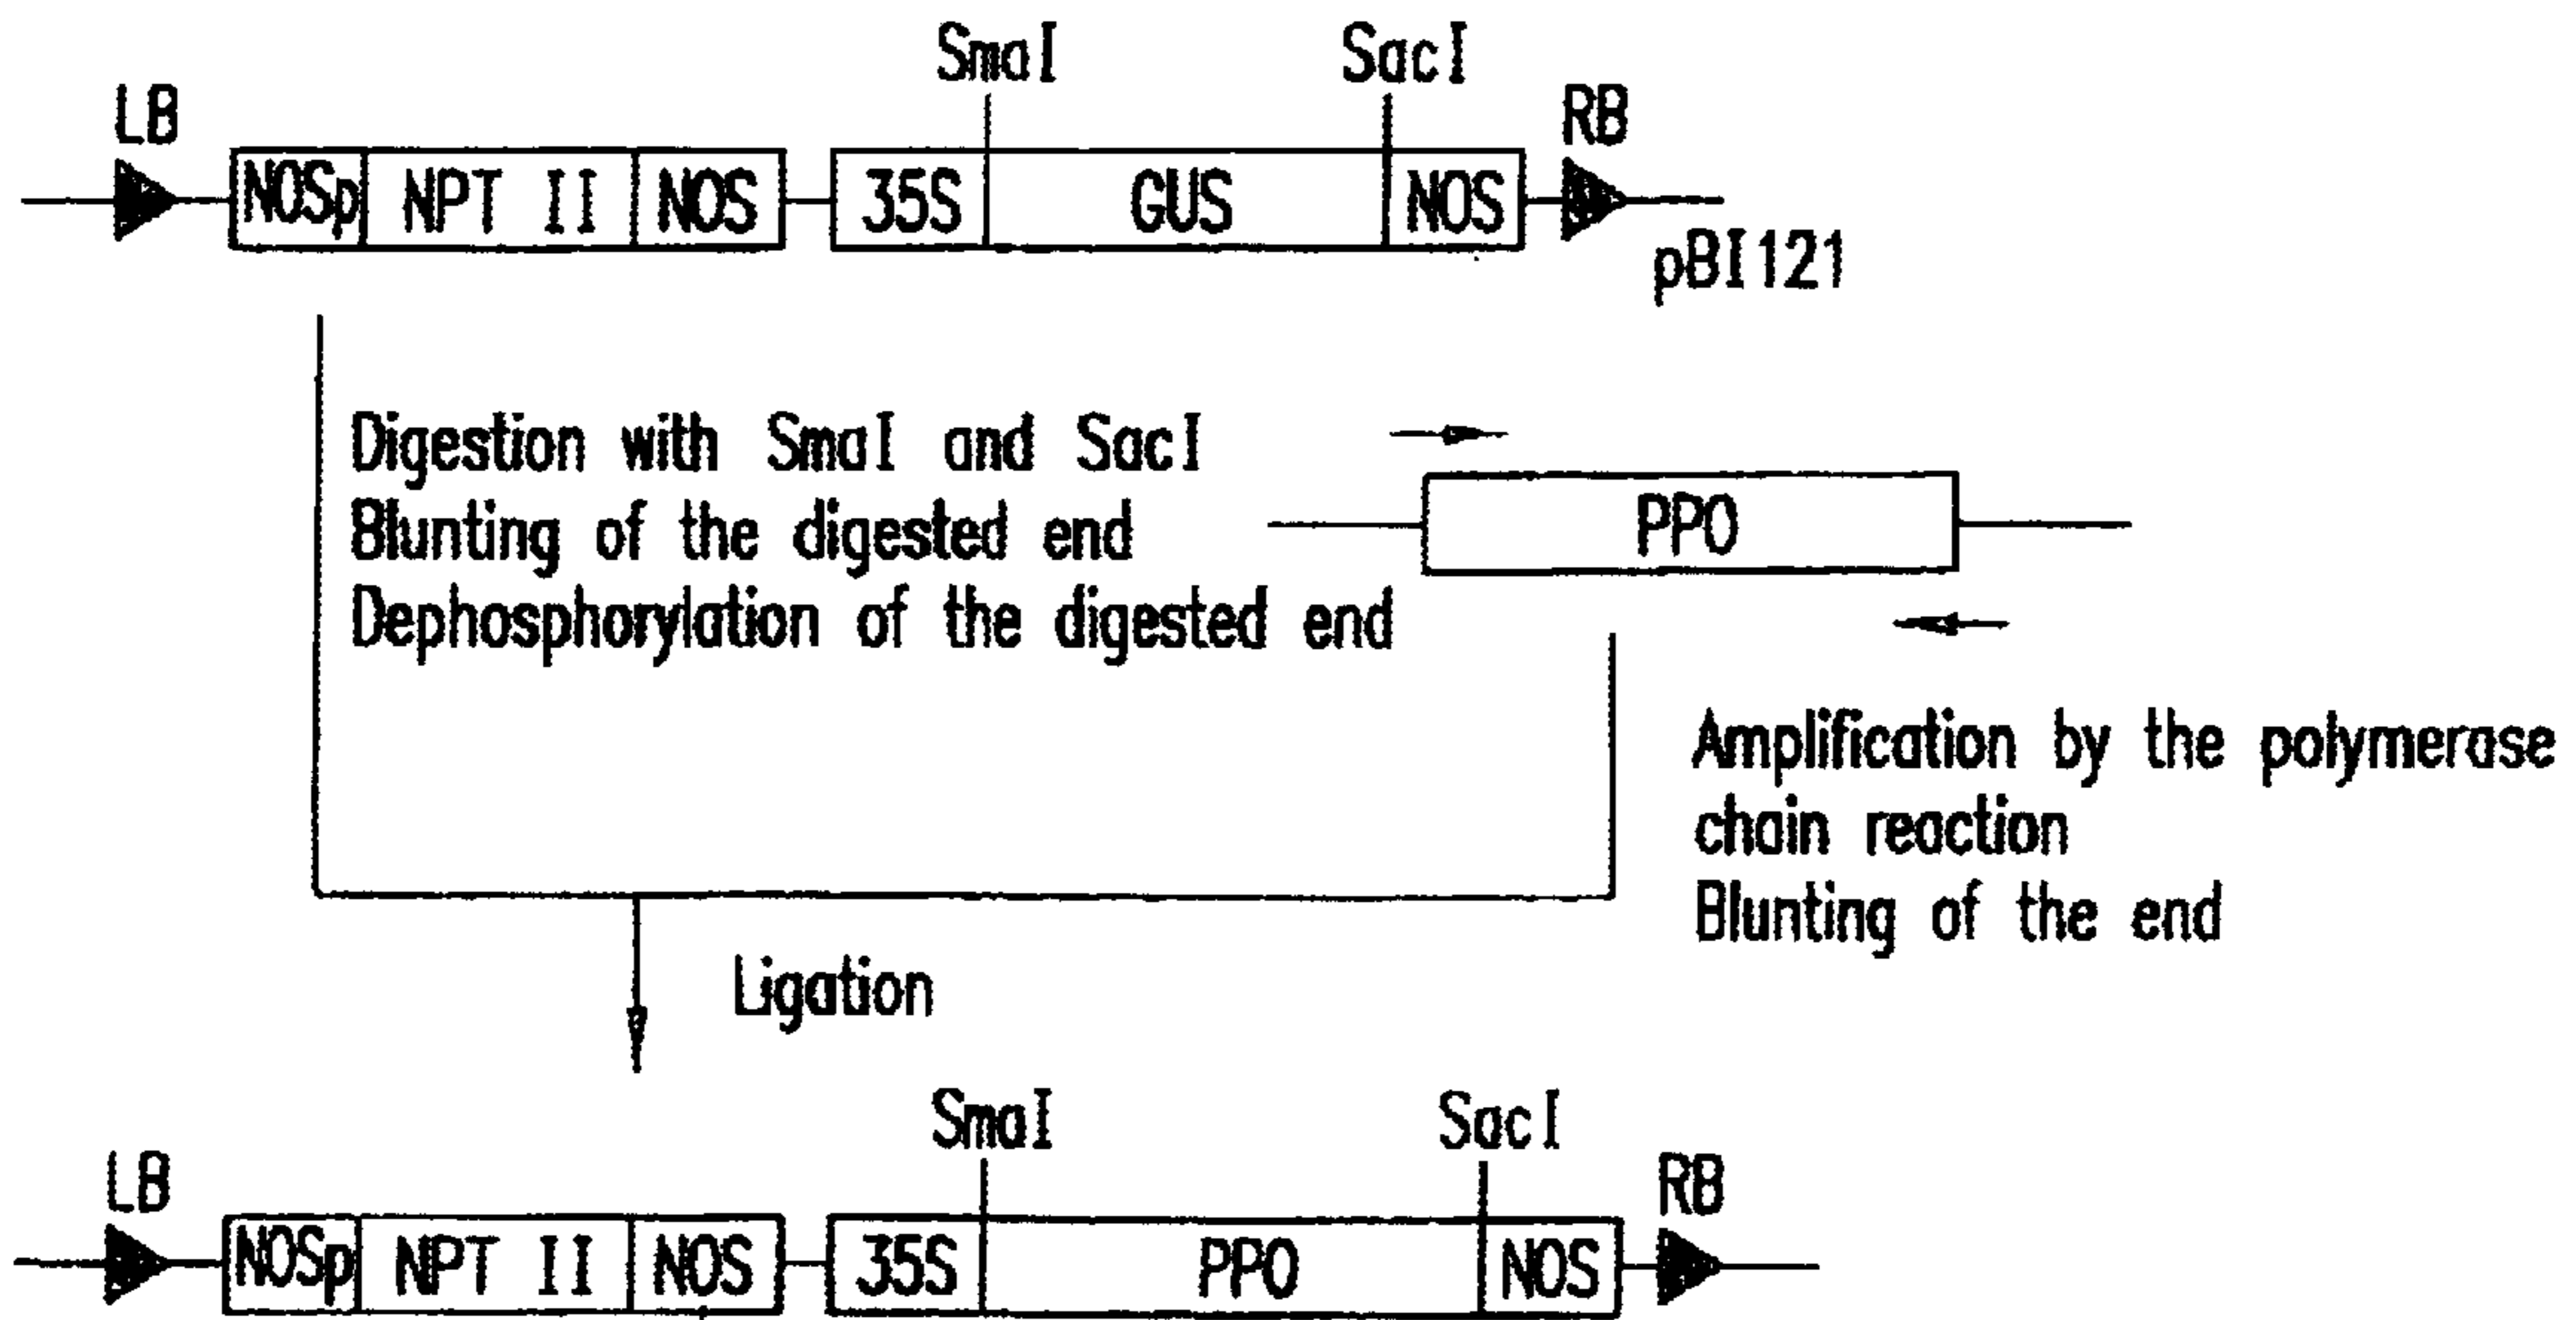 SmaI SacI
LB RB
NOSp NPT II NOS 35S GUS NOS
pBI121
Digestion with SmaI and SacI
Blunting of the digested end
Dephosphorylation of the digested end
PPO
Amplification by the polymerase
chain reaction
Blunting of the end
Ligation
SmaI SacI
LB RB
NOSp NPT II NOS 35S PPO NOS